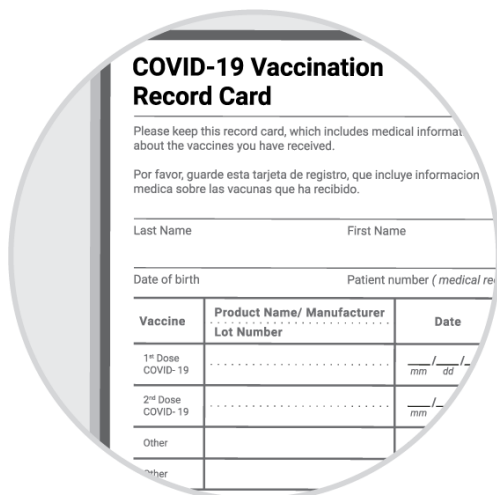 COVID-19 Vaccination
Record Card
Please keep this record card, which includes medical informat
about the vaccines you have received.
Por favor, guarde esta tarjeta de registro, que incluye informacion
medica sobre las vacunas que ha recibido.
Last Name First Name
Date of birth Patient number ( medical rec
Vaccine Product Name/ Manufacturer Date
Lot Number
1st Dose
COVID- 19
mm dd
2nd Dose
COVID- 19
mm
Other
Other